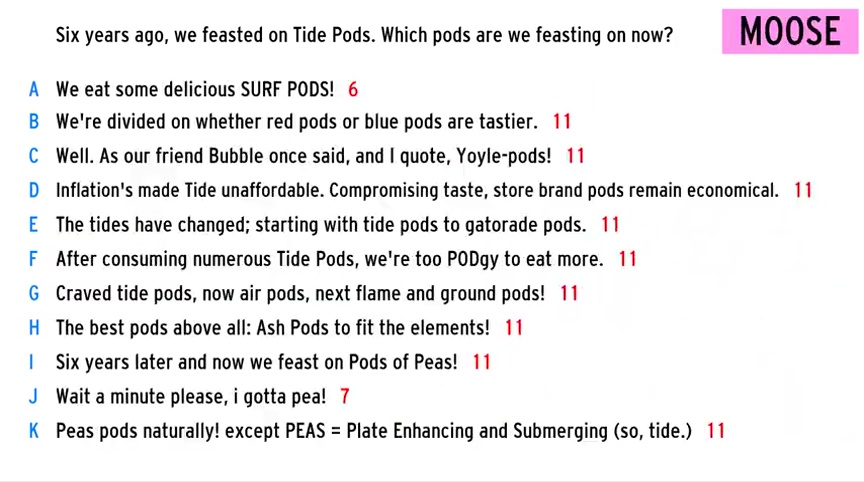 Six years ago, we feasted on Tide Pods. Which pods are we feasting on now?
MOOSE
A We eat some delicious SURF PODS! 6
B We're divided on whether red pods or blue pods are tastier. 11
C Well. As our friend Bubble once said, and I quote, Yoyle-pods! 11
D Inflation's made Tide unaffordable. Compromising taste, store brand pods remain economical. 11
E The tides have changed; starting with tide pods to gatorade pods. 11
F After consuming numerous Tide Pods, we're too PODgy to eat more. 11
G Craved tide pods, now air pods, next flame and ground pods! 11
H The best pods above all: Ash Pods to fit the elements! 11
I Six years later and now we feast on Pods of Peas! 11
J Wait a minute please, i gotta pea! 7
K Peas pods naturally! except PEAS = Plate Enhancing and Submerging (so, tide.) 11